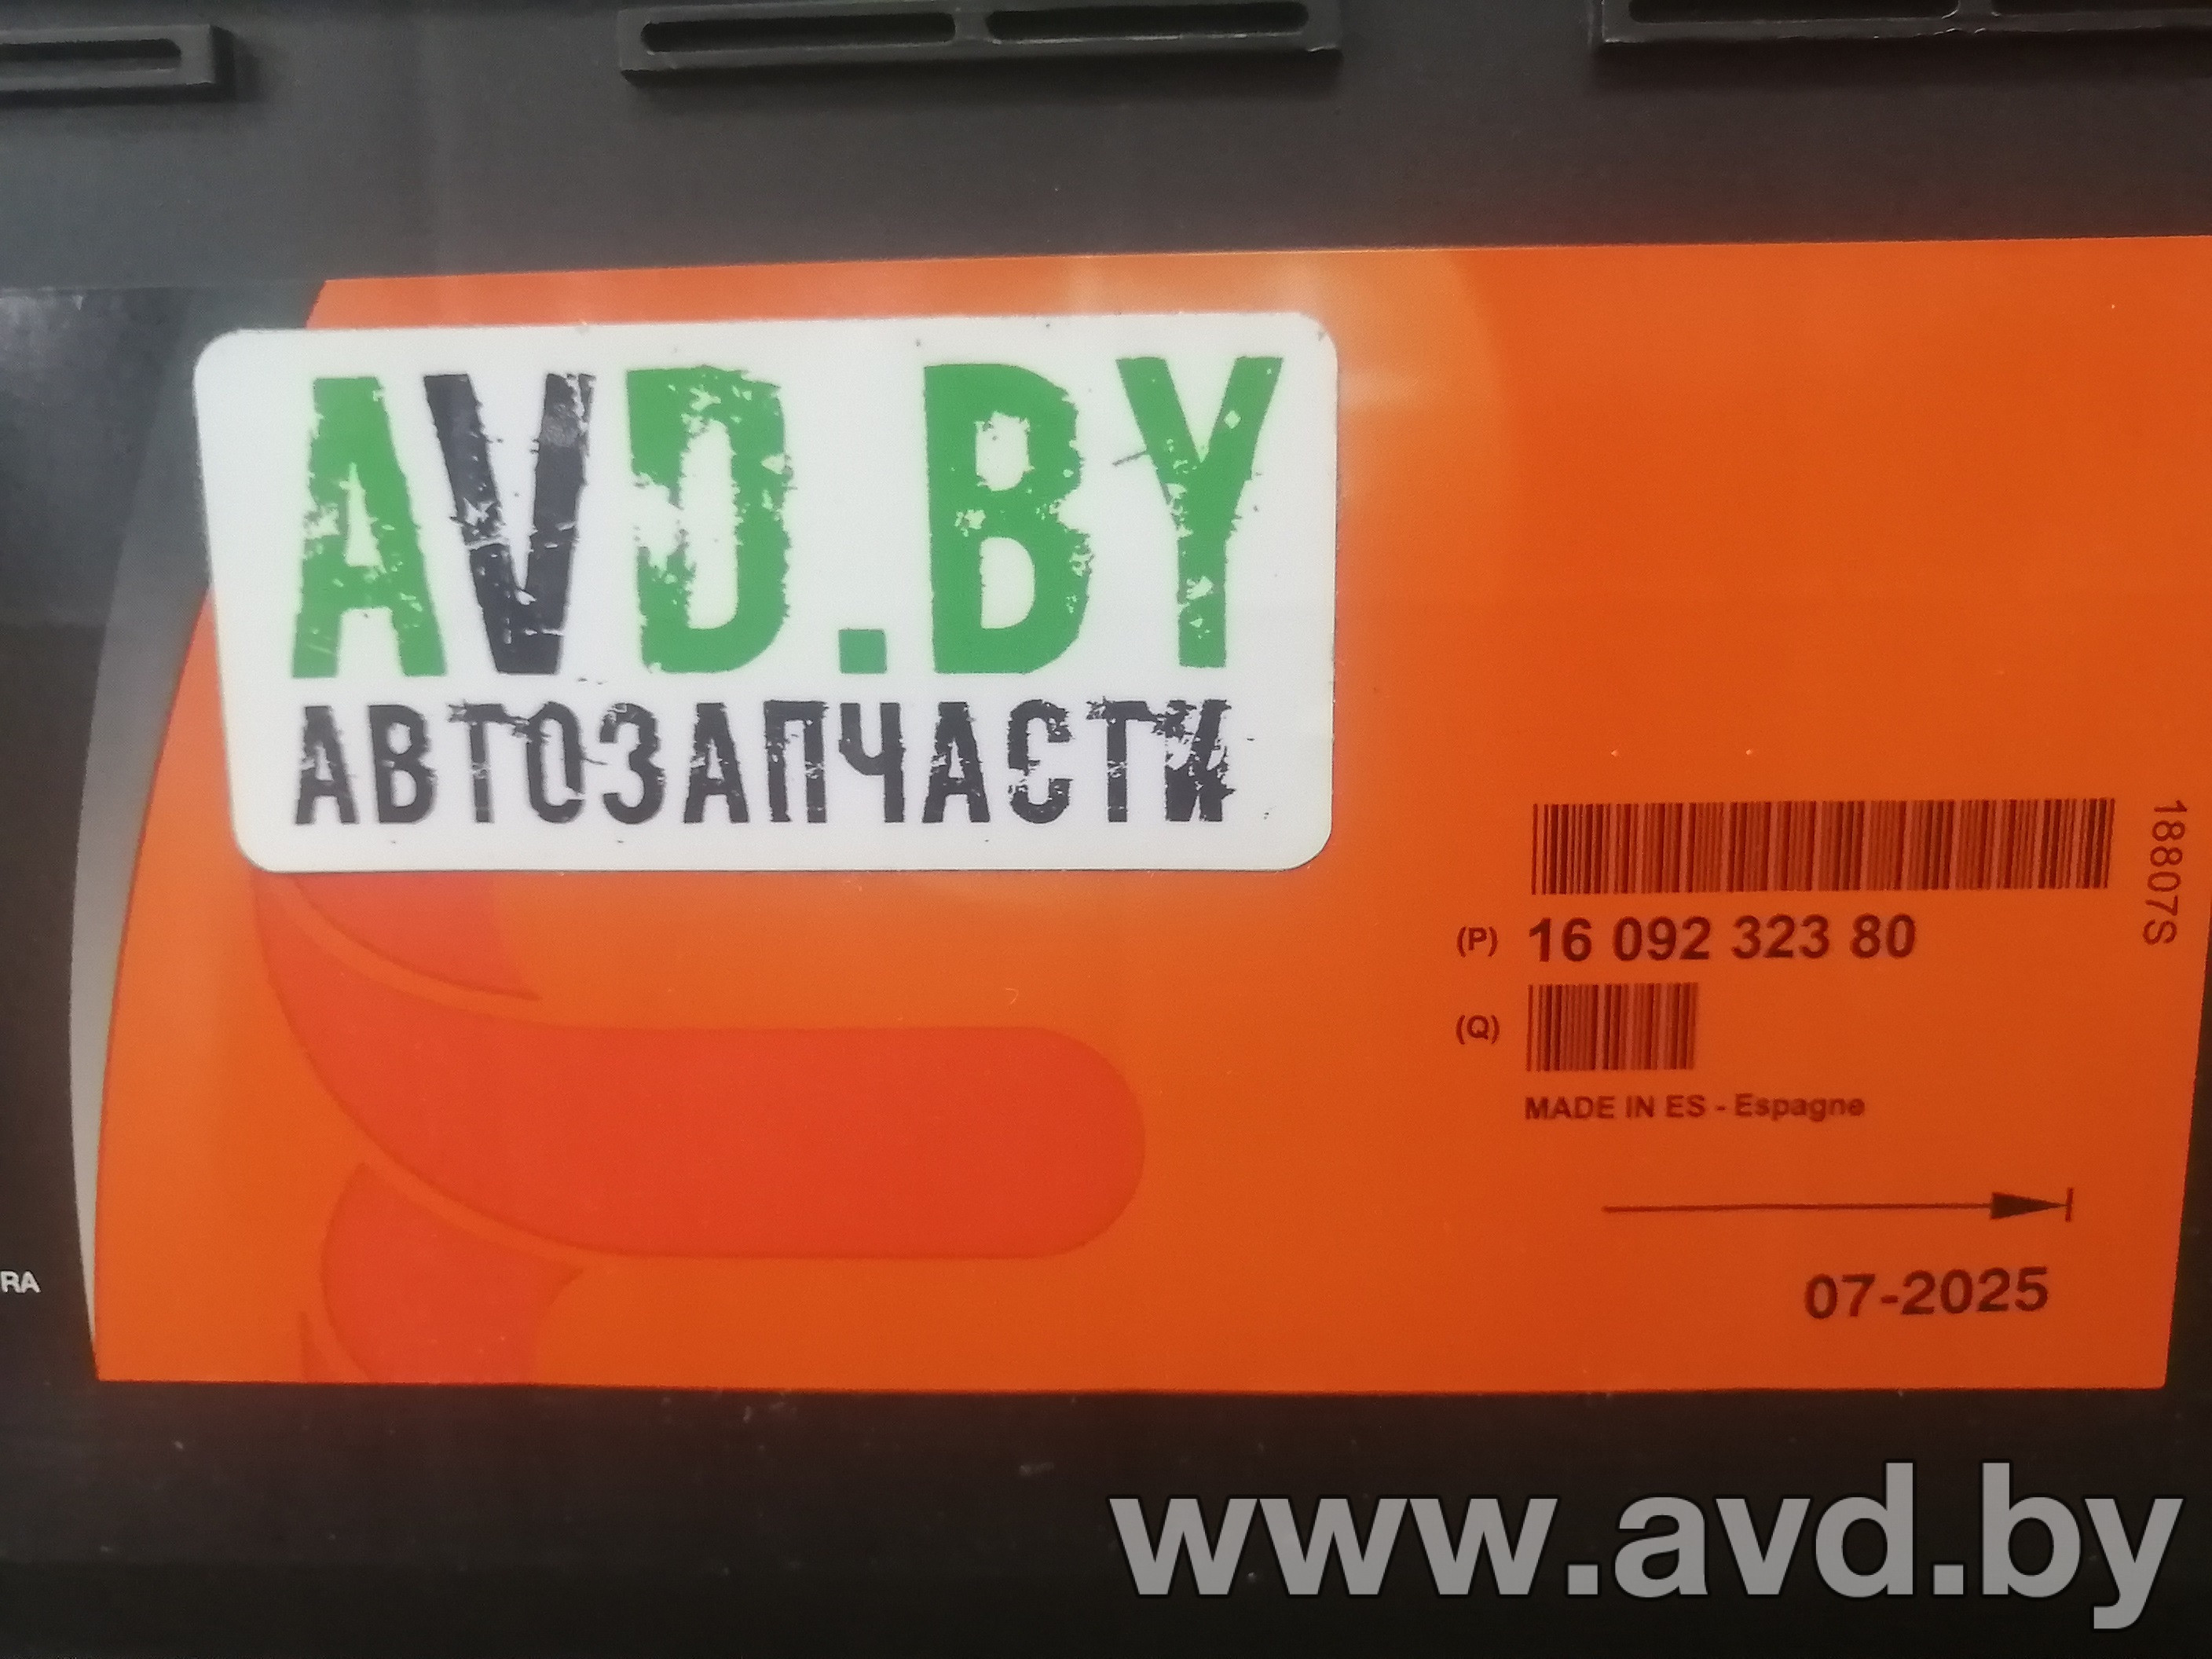 AVD.BY
АВТОЗАПЧАСТИ
18807S
(P) 16 092 323 80
(Q)
MADE IN ES - Espagne
RA
07-2025
www.avd.by